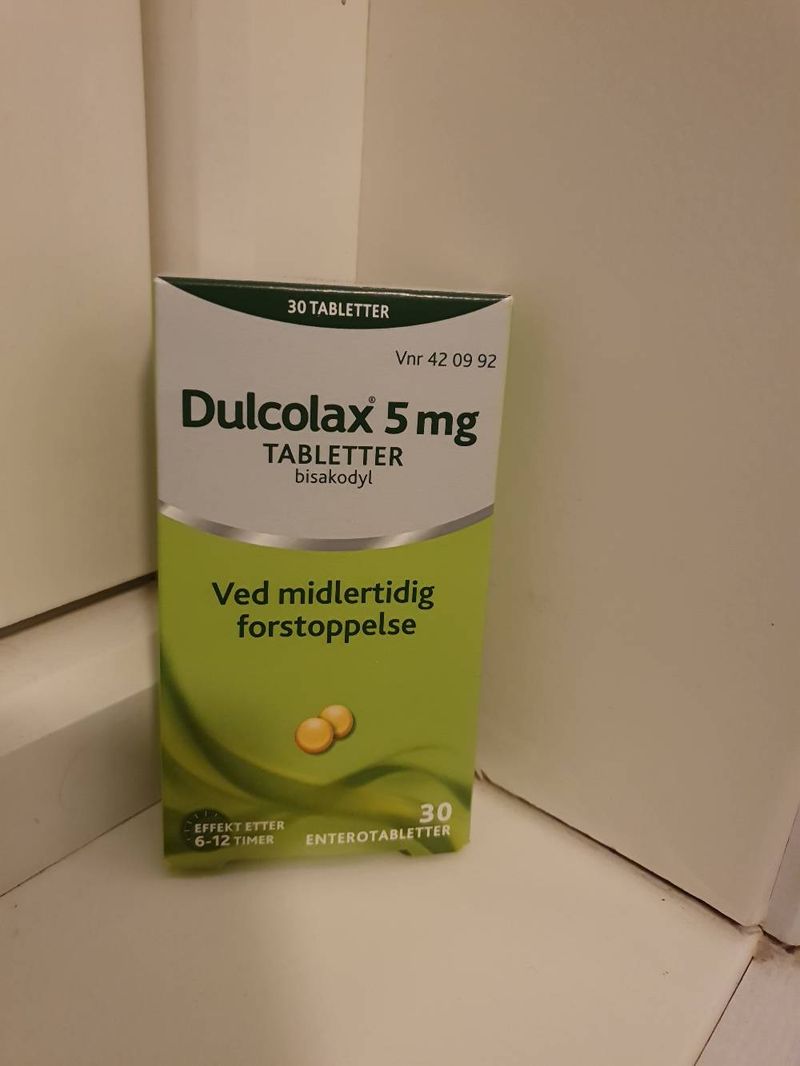 30 TABLETTER
Vnr 42 09 92
Dulcolax® 5 mg
TABLETTER
bisakodyl
Ved midlertidig
forstoppelse
EFFEKT ETTER
6-12 TIMER
30
ENTEROTABLETTER